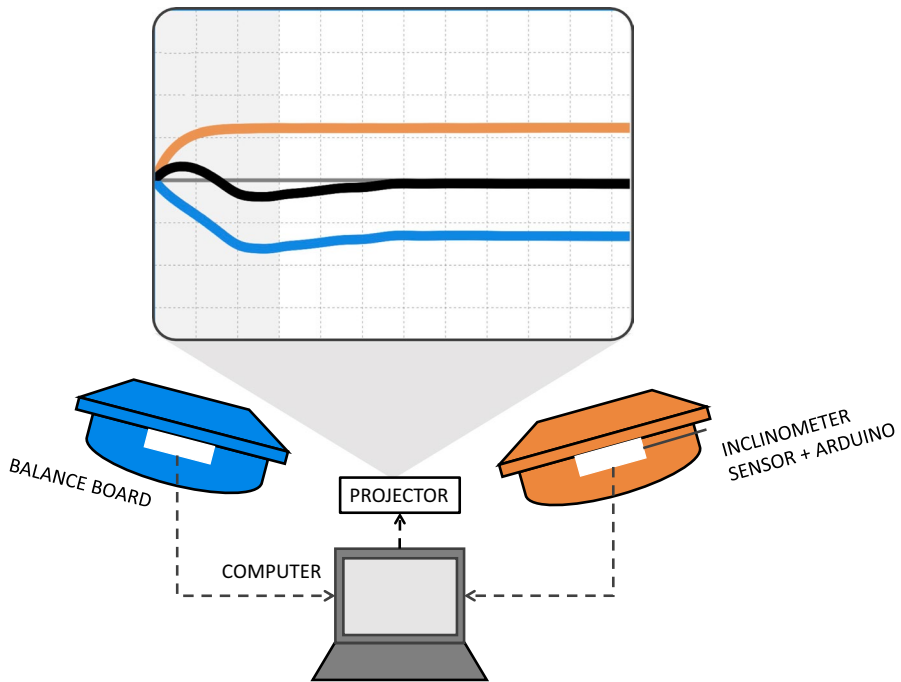 BALANCE BOARD
PROJECTOR
INCLINOMETER
SENSOR + ARDUINO
COMPUTER